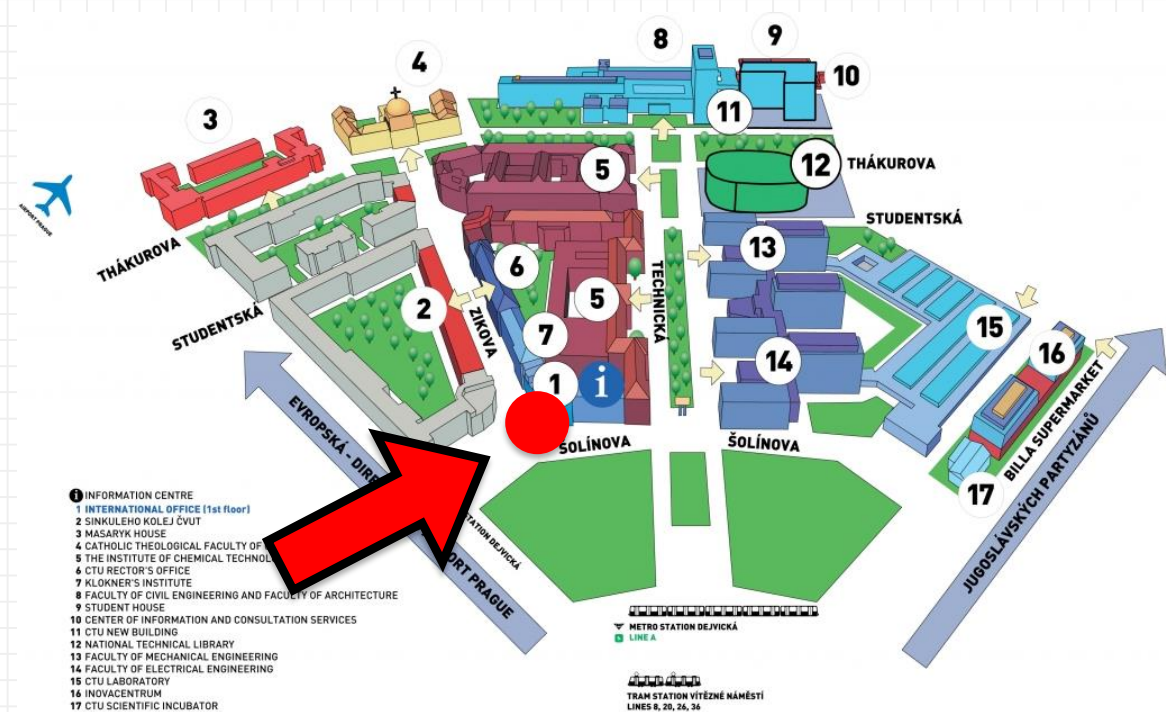 8
9
10
4
11
3
5
12
THÁKUROVA
AIRPORT PRAGUE
STUDENTSKÁ
13
THÁKUROVA
6
TECHNICKÁ
2
5
ZIKOVA
15
STUDENTSKÁ
7
16
14
1
i
BILLA SUPERMARKET
EVROPSKÁ - DIRE
ŠOLÍNOVA
ŠOLÍNOVA
17
JUGOSLÁVSKÝCH PARTYZÁNŮ
STATION DEJVICKÁ
ORT PRAGUE
i INFORMATION CENTRE
1 INTERNATIONAL OFFICE (1st floor)
2 SINKULEHO KOLEJ ČVUT
3 MASARYK HOUSE
4 CATHOLIC THEOLOGICAL FACULTY OF
5 THE INSTITUTE OF CHEMICAL TECHNOL
6 CTU RECTOR'S OFFICE
7 KLOKNER'S INSTITUTE
8 FACULTY OF CIVIL ENGINEERING AND FACULTY OF ARCHITECTURE
9 STUDENT HOUSE
10 CENTER OF INFORMATION AND CONSULTATION SERVICES
11 CTU NEW BUILDING
12 NATIONAL TECHNICAL LIBRARY
13 FACULTY OF MECHANICAL ENGINEERING
14 FACULTY OF ELECTRICAL ENGINEERING
15 CTU LABORATORY
16 INOVACENTRUM
17 CTU SCIENTIFIC INCUBATOR
METRO STATION DEJVICKÁ
LINE A
TRAM STATION VÍTĚZNÉ NÁMĚSTÍ
LINES 8, 20, 26, 36